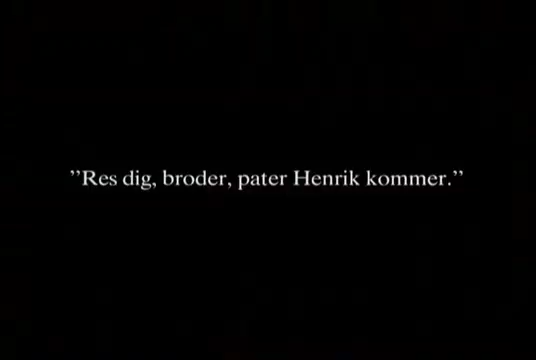 ”Res dig, broder, pater Henrik kommer.”